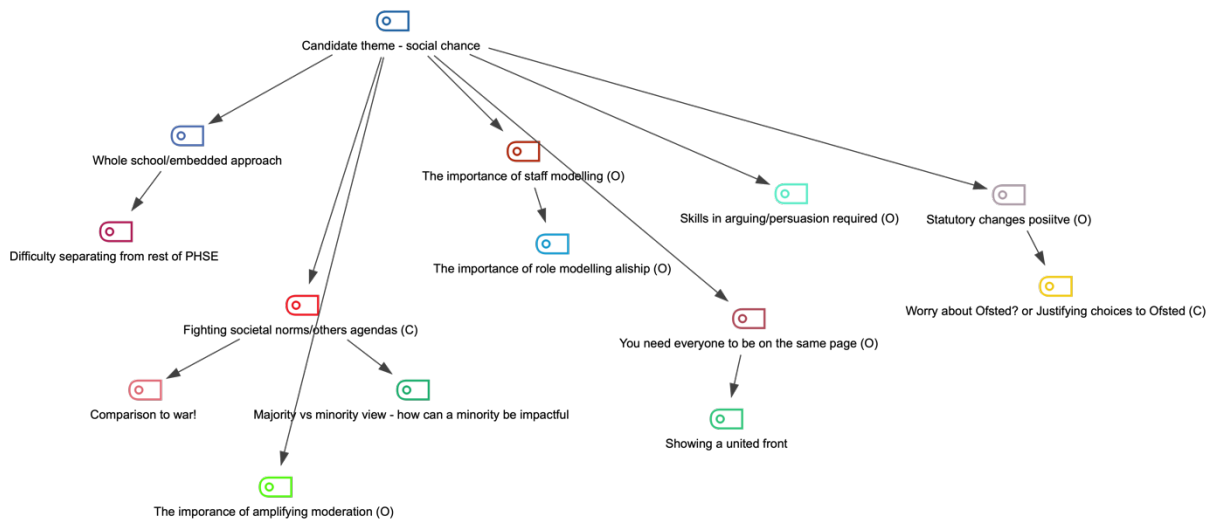 Candidate theme - social chance
Whole school/embedded approach
The importance of staff modelling (O)
Skills in arguing/persuasion required (O)
Statutory changes posiitve (O)
Difficulty separating from rest of PHSE
The importance of role modelling aliship (O)
Worry about Ofsted? or Justifying choices to Ofsted (C)
Fighting societal norms/others agendas (C)
You need everyone to be on the same page (O)
Comparison to war!
Majority vs minority view - how can a minority be impactful
Showing a united front
The imporance of amplifying moderation (O)